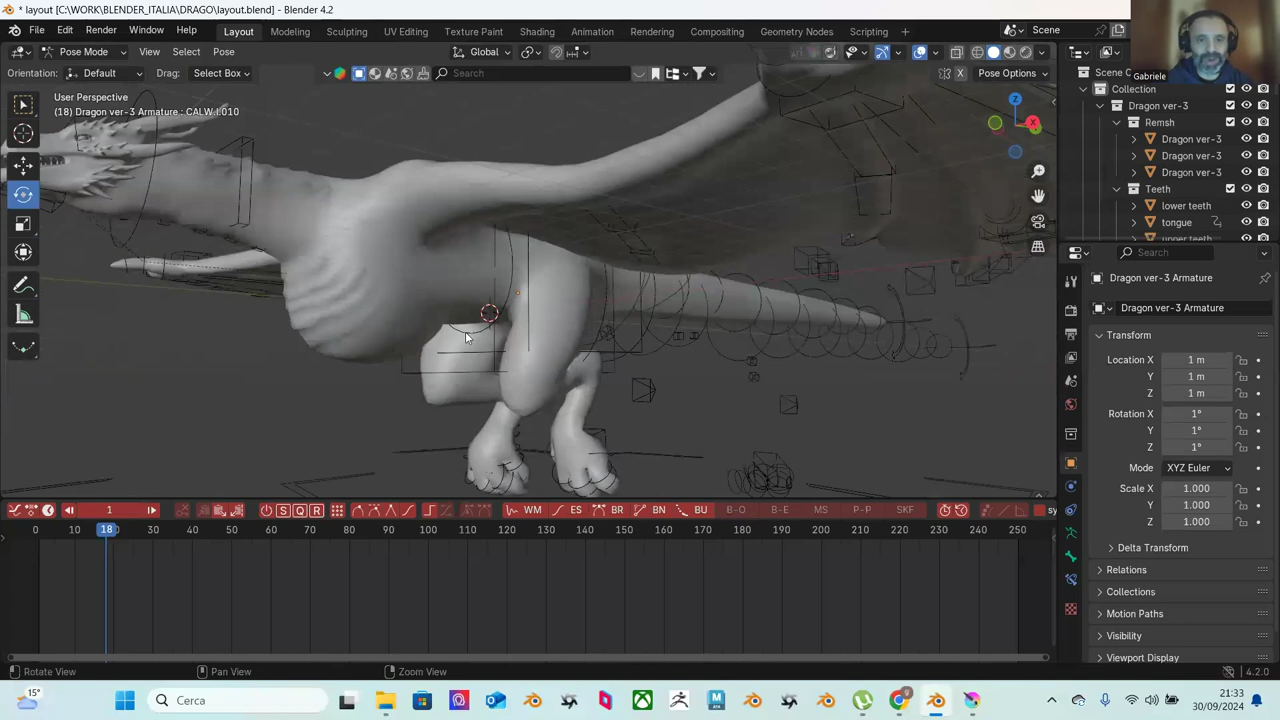 * layout [C:\WORK\BLENDER_ITALIA\DRAGO\layout.blend] - Blender 4.2
File Edit Render Window Help Layout Modeling Sculpting UV Editing Texture Paint Shading Animation Rendering Compositing Geometry Nodes Scripting Scene
Pose Mode View Select Pose Global
Orientation: Default Drag: Select Box Search X Pose Options
Gabriele
User Perspective
(18) Dragon ver-3 Armature : CALW.l.010
Z
X
Collection
Dragon ver-3
Remsh
Dragon ver-3
Dragon ver-3
Dragon ver-3
Teeth
lower teeth
tongue
upper teeth
Search
Dragon ver-3 Armature
Dragon ver-3 Armature
Transform
Location X 1 m
Y 1 m
Z 1 m
Rotation X 1°
Y 1°
Z 1°
Mode XYZ Euler
Scale X 1.000
Y 1.000
Z 1.000
Delta Transform
Relations
Collections
Motion Paths
Visibility
Viewport Display
1 S Q R WM ES BR BN BU B-O B-E MS P-P SKF
0 10 18 30 40 50 60 70 80 90 100 110 120 130 140 150 160 170 180 190 200 210 220 230 240 250
Rotate View Pan View Zoom View 4.2.0
15° Cerca 21:33
30/09/2024